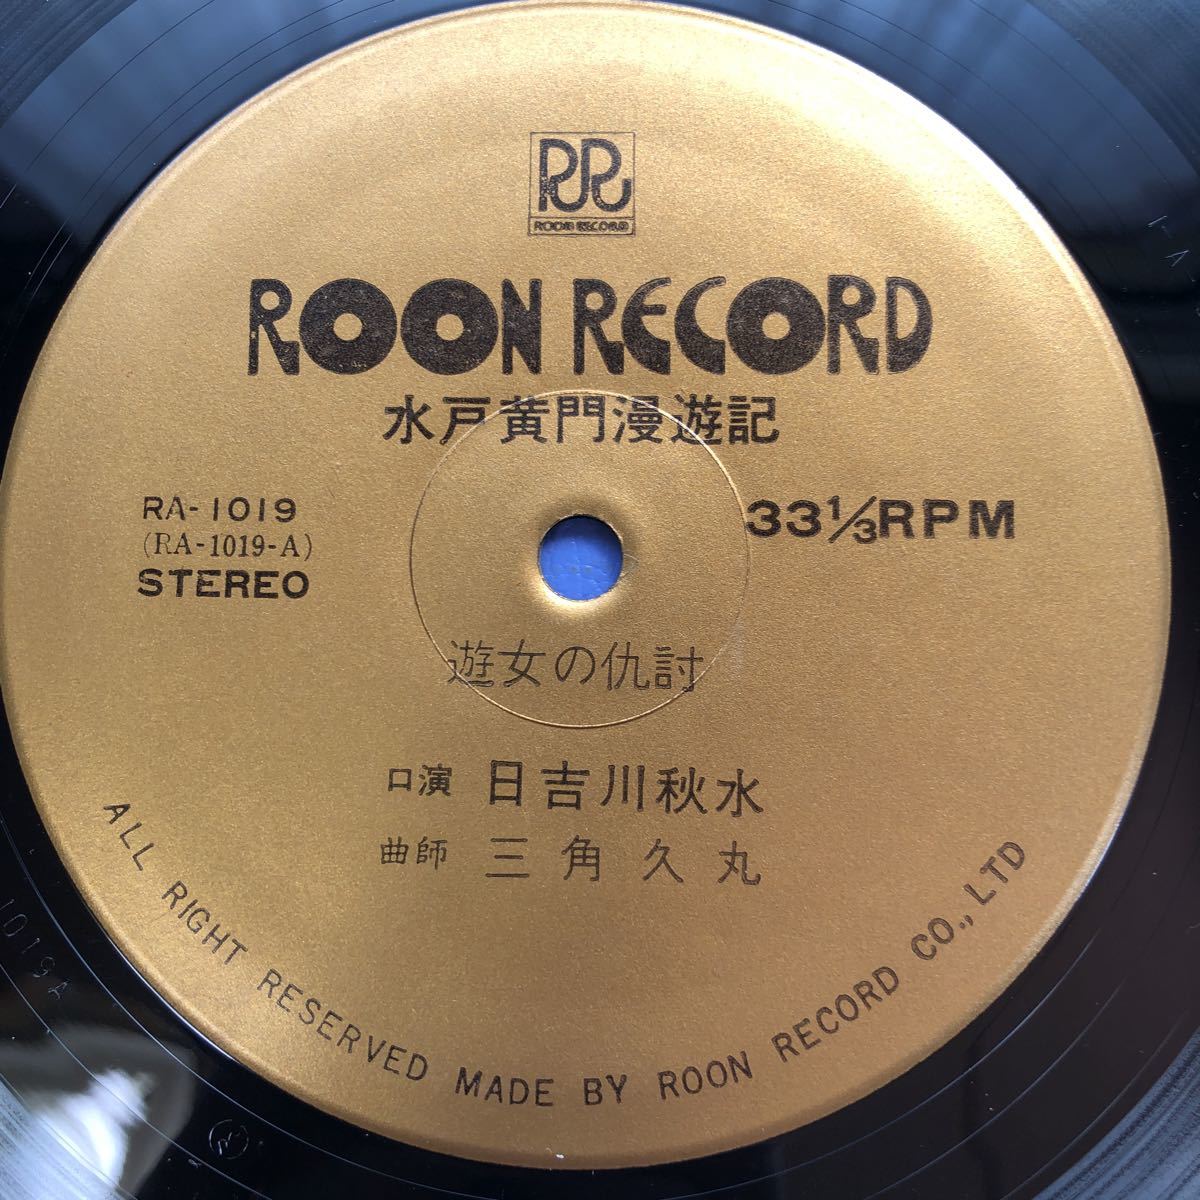 RR
ROON RECORD
ROON RECORD
水戸黄門漫遊記
RA-1019
(RA-1019-A)
STEREO
33⅓RPM
遊女の仇討
口演 日吉川秋水
曲師 三角久丸
ALL RIGHT RESERVED MADE BY ROON RECORD CO., LTD
1019A